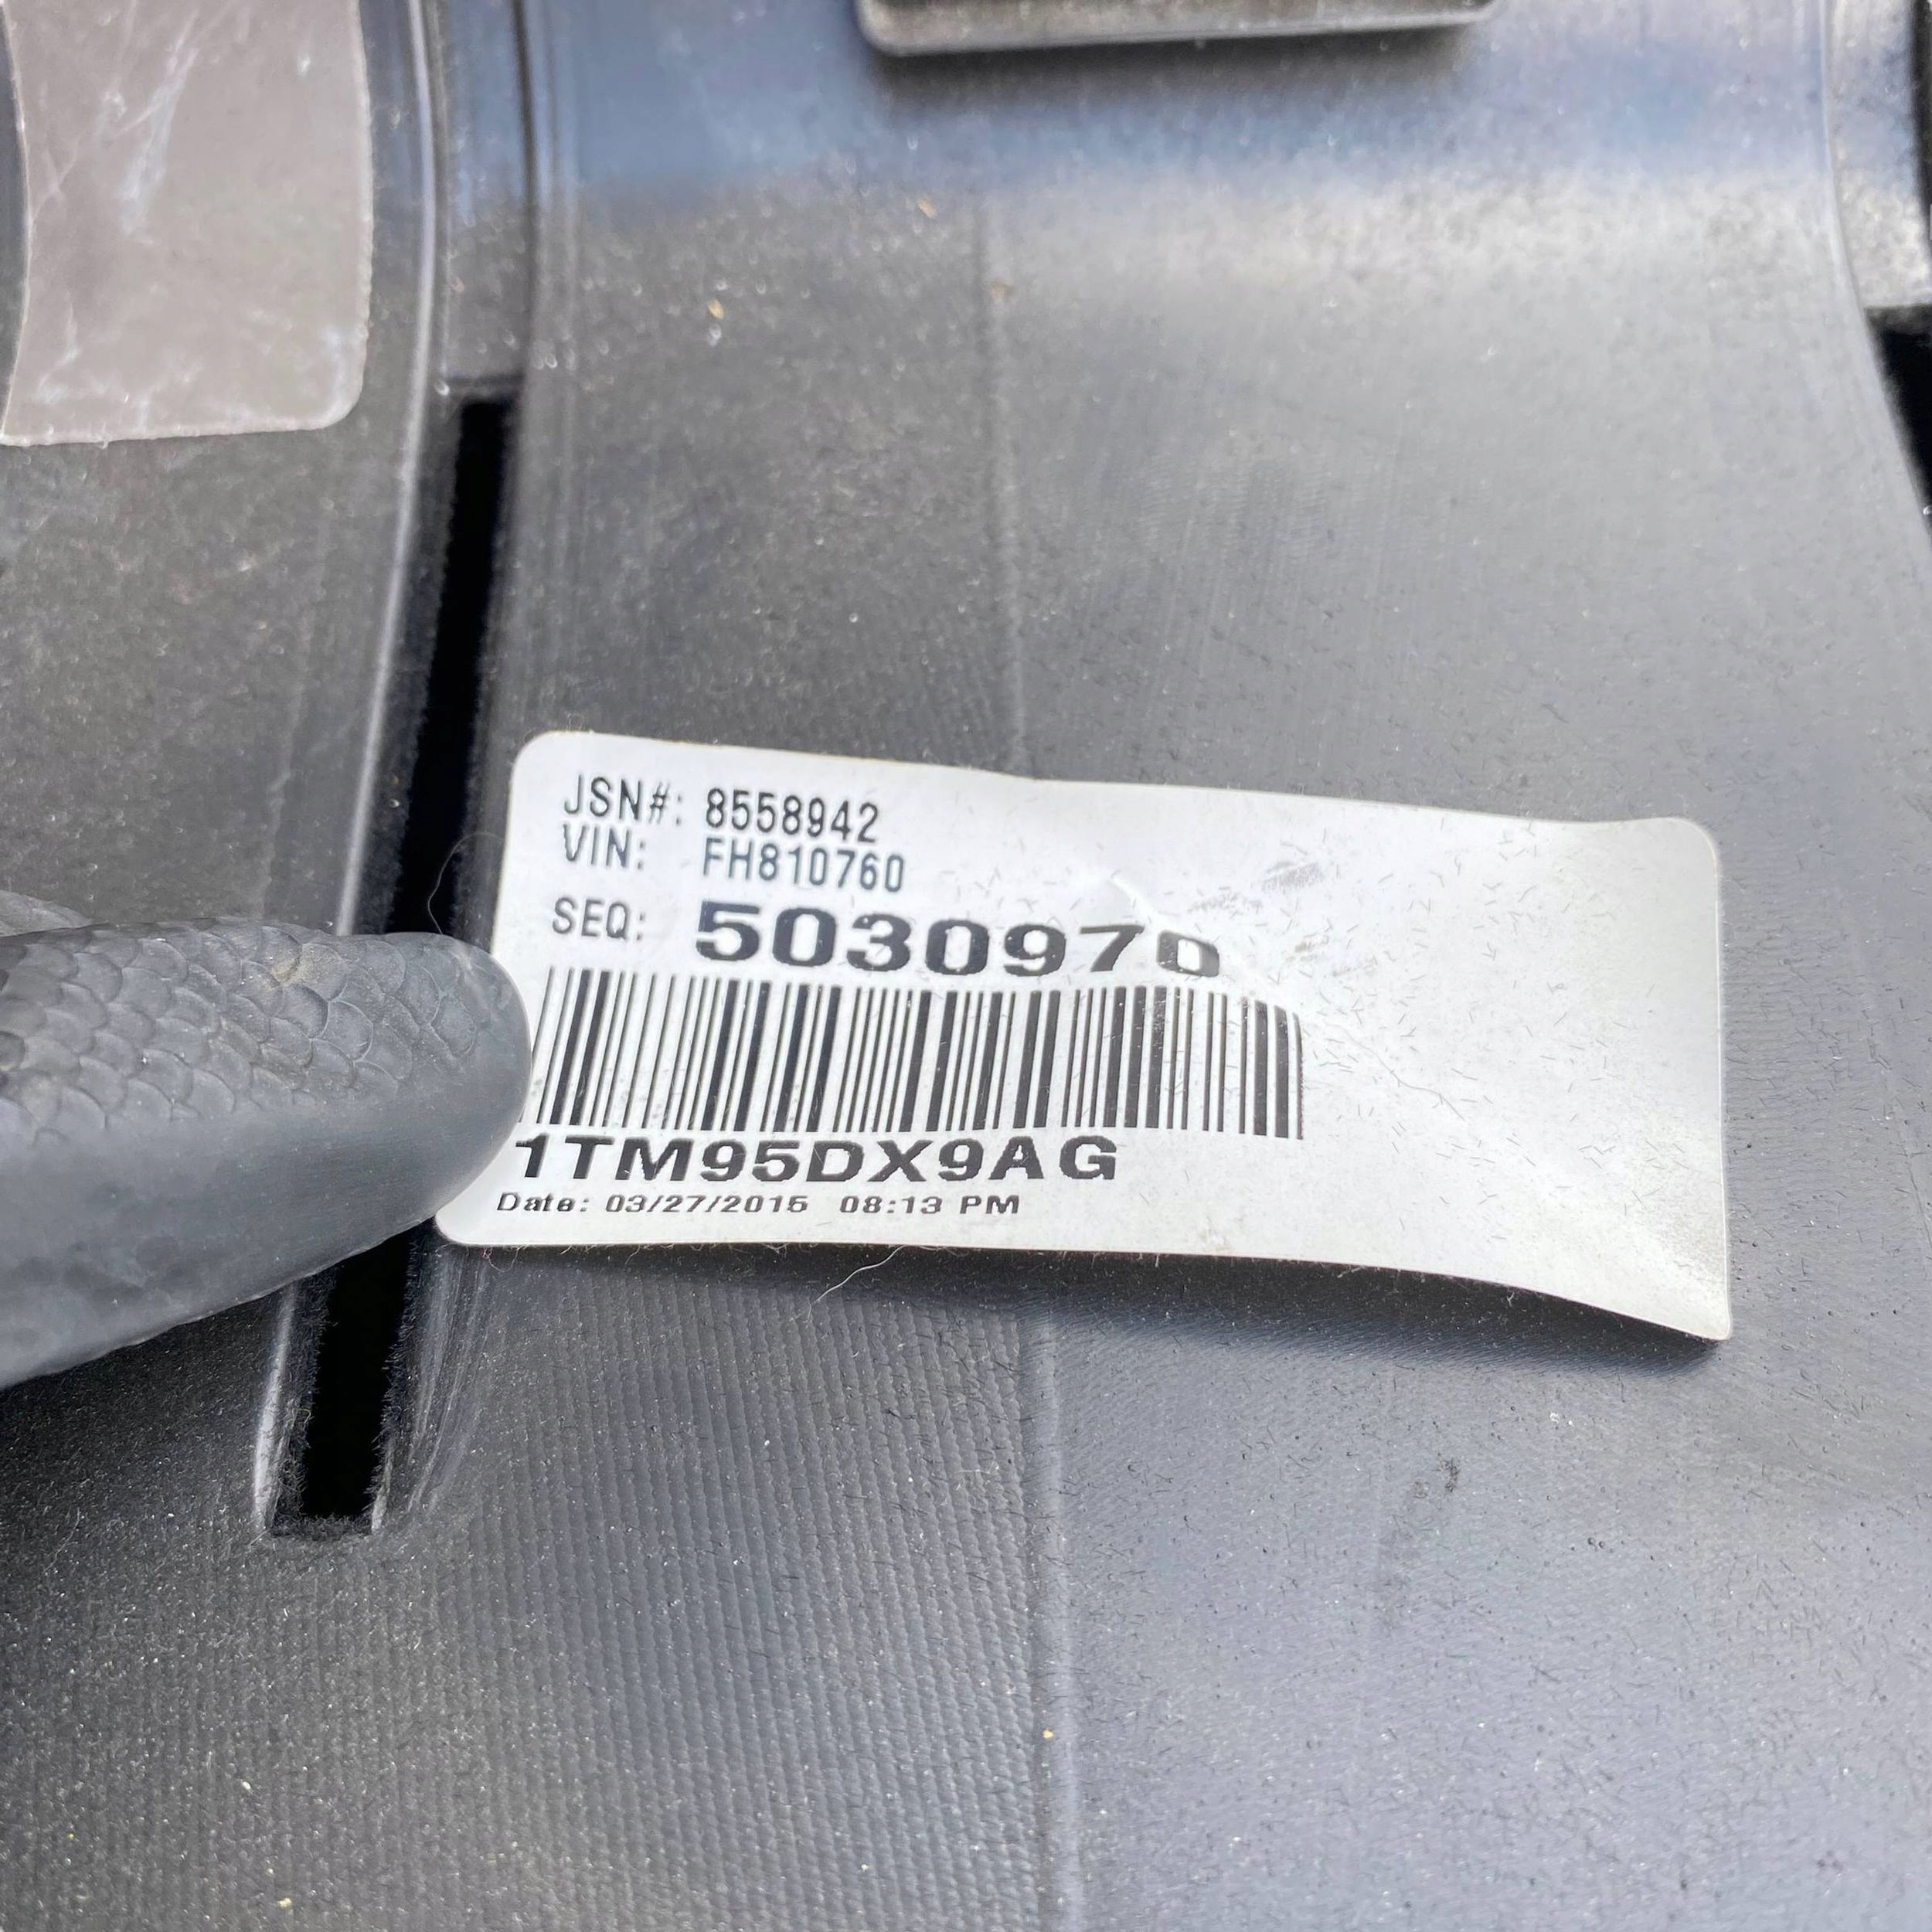 JSN#: 8558942
VIN: FH810760
SEQ: 5030970
1TM95DX9AG
Date: 03/27/2015 08:13 PM